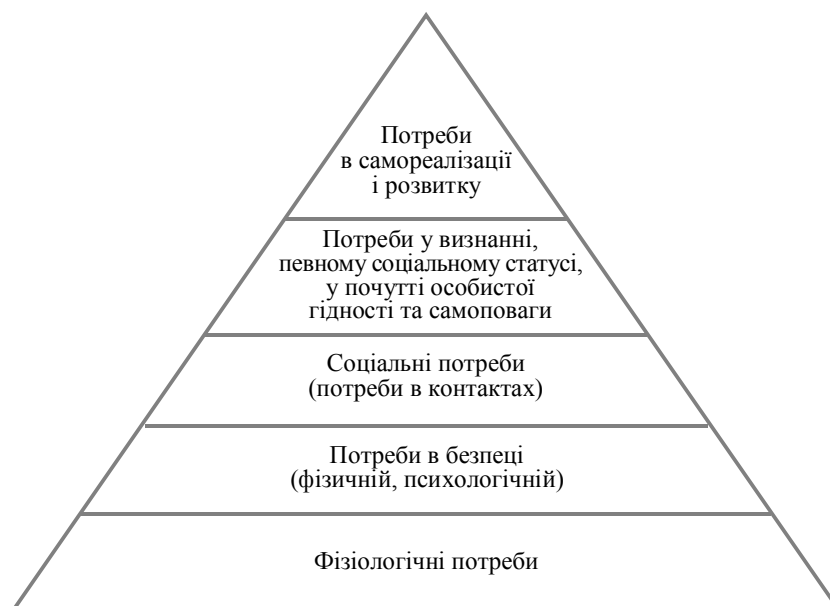 Потреби
в самореалізації
і розвитку
Потреби у визнанні,
певному соціальному статусі,
у почутті особистої
гідності та самоповаги
Соціальні потреби
(потреби в контактах)
Потреби в безпеці
(фізичній, психологічній)
Фізіологічні потреби